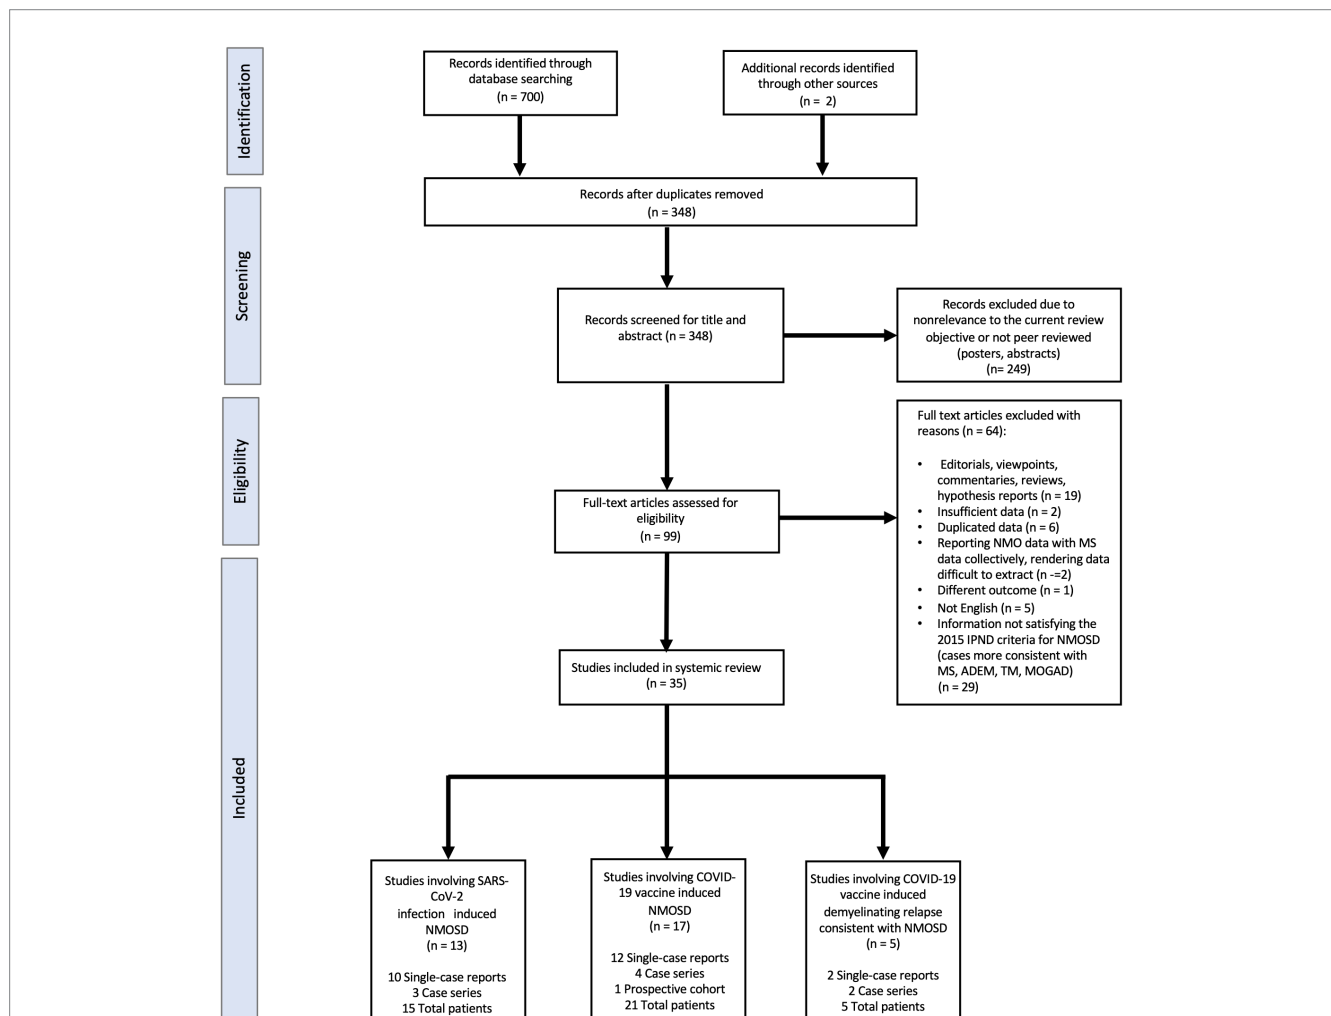 Identification
Records identified through
database searching
(n = 700)
Additional records identified
through other sources
(n = 2)
Screening
Records after duplicates removed
(n = 348)
Records screened for title and
abstract (n = 348)
Records excluded due to
nonrelevance to the current review
objective or not peer reviewed
(posters, abstracts)
(n= 249)
Eligibility
Full-text articles assessed for
eligibility
(n = 99)
Full text articles excluded with
reasons (n = 64):
• Editorials, viewpoints,
commentaries, reviews,
hypothesis reports (n = 19)
• Insufficient data (n = 2)
• Duplicated data (n = 6)
• Reporting NMO data with MS
data collectively, rendering data
difficult to extract (n -=2)
• Different outcome (n = 1)
• Not English (n = 5)
• Information not satisfying the
2015 IPND criteria for NMOSD
(cases more consistent with
MS, ADEM, TM, MOGAD)
(n = 29)
Included
Studies included in systemic review
(n = 35)
Studies involving SARS-
CoV-2
infection induced
NMOSD
(n = 13)
10 Single-case reports
3 Case series
15 Total patients
Studies involving COVID-
19 vaccine induced
NMOSD
(n = 17)
12 Single-case reports
4 Case series
1 Prospective cohort
21 Total patients
Studies involving COVID-19
vaccine induced
demyelinating relapse
consistent with NMOSD
(n = 5)
2 Single-case reports
2 Case series
5 Total patients